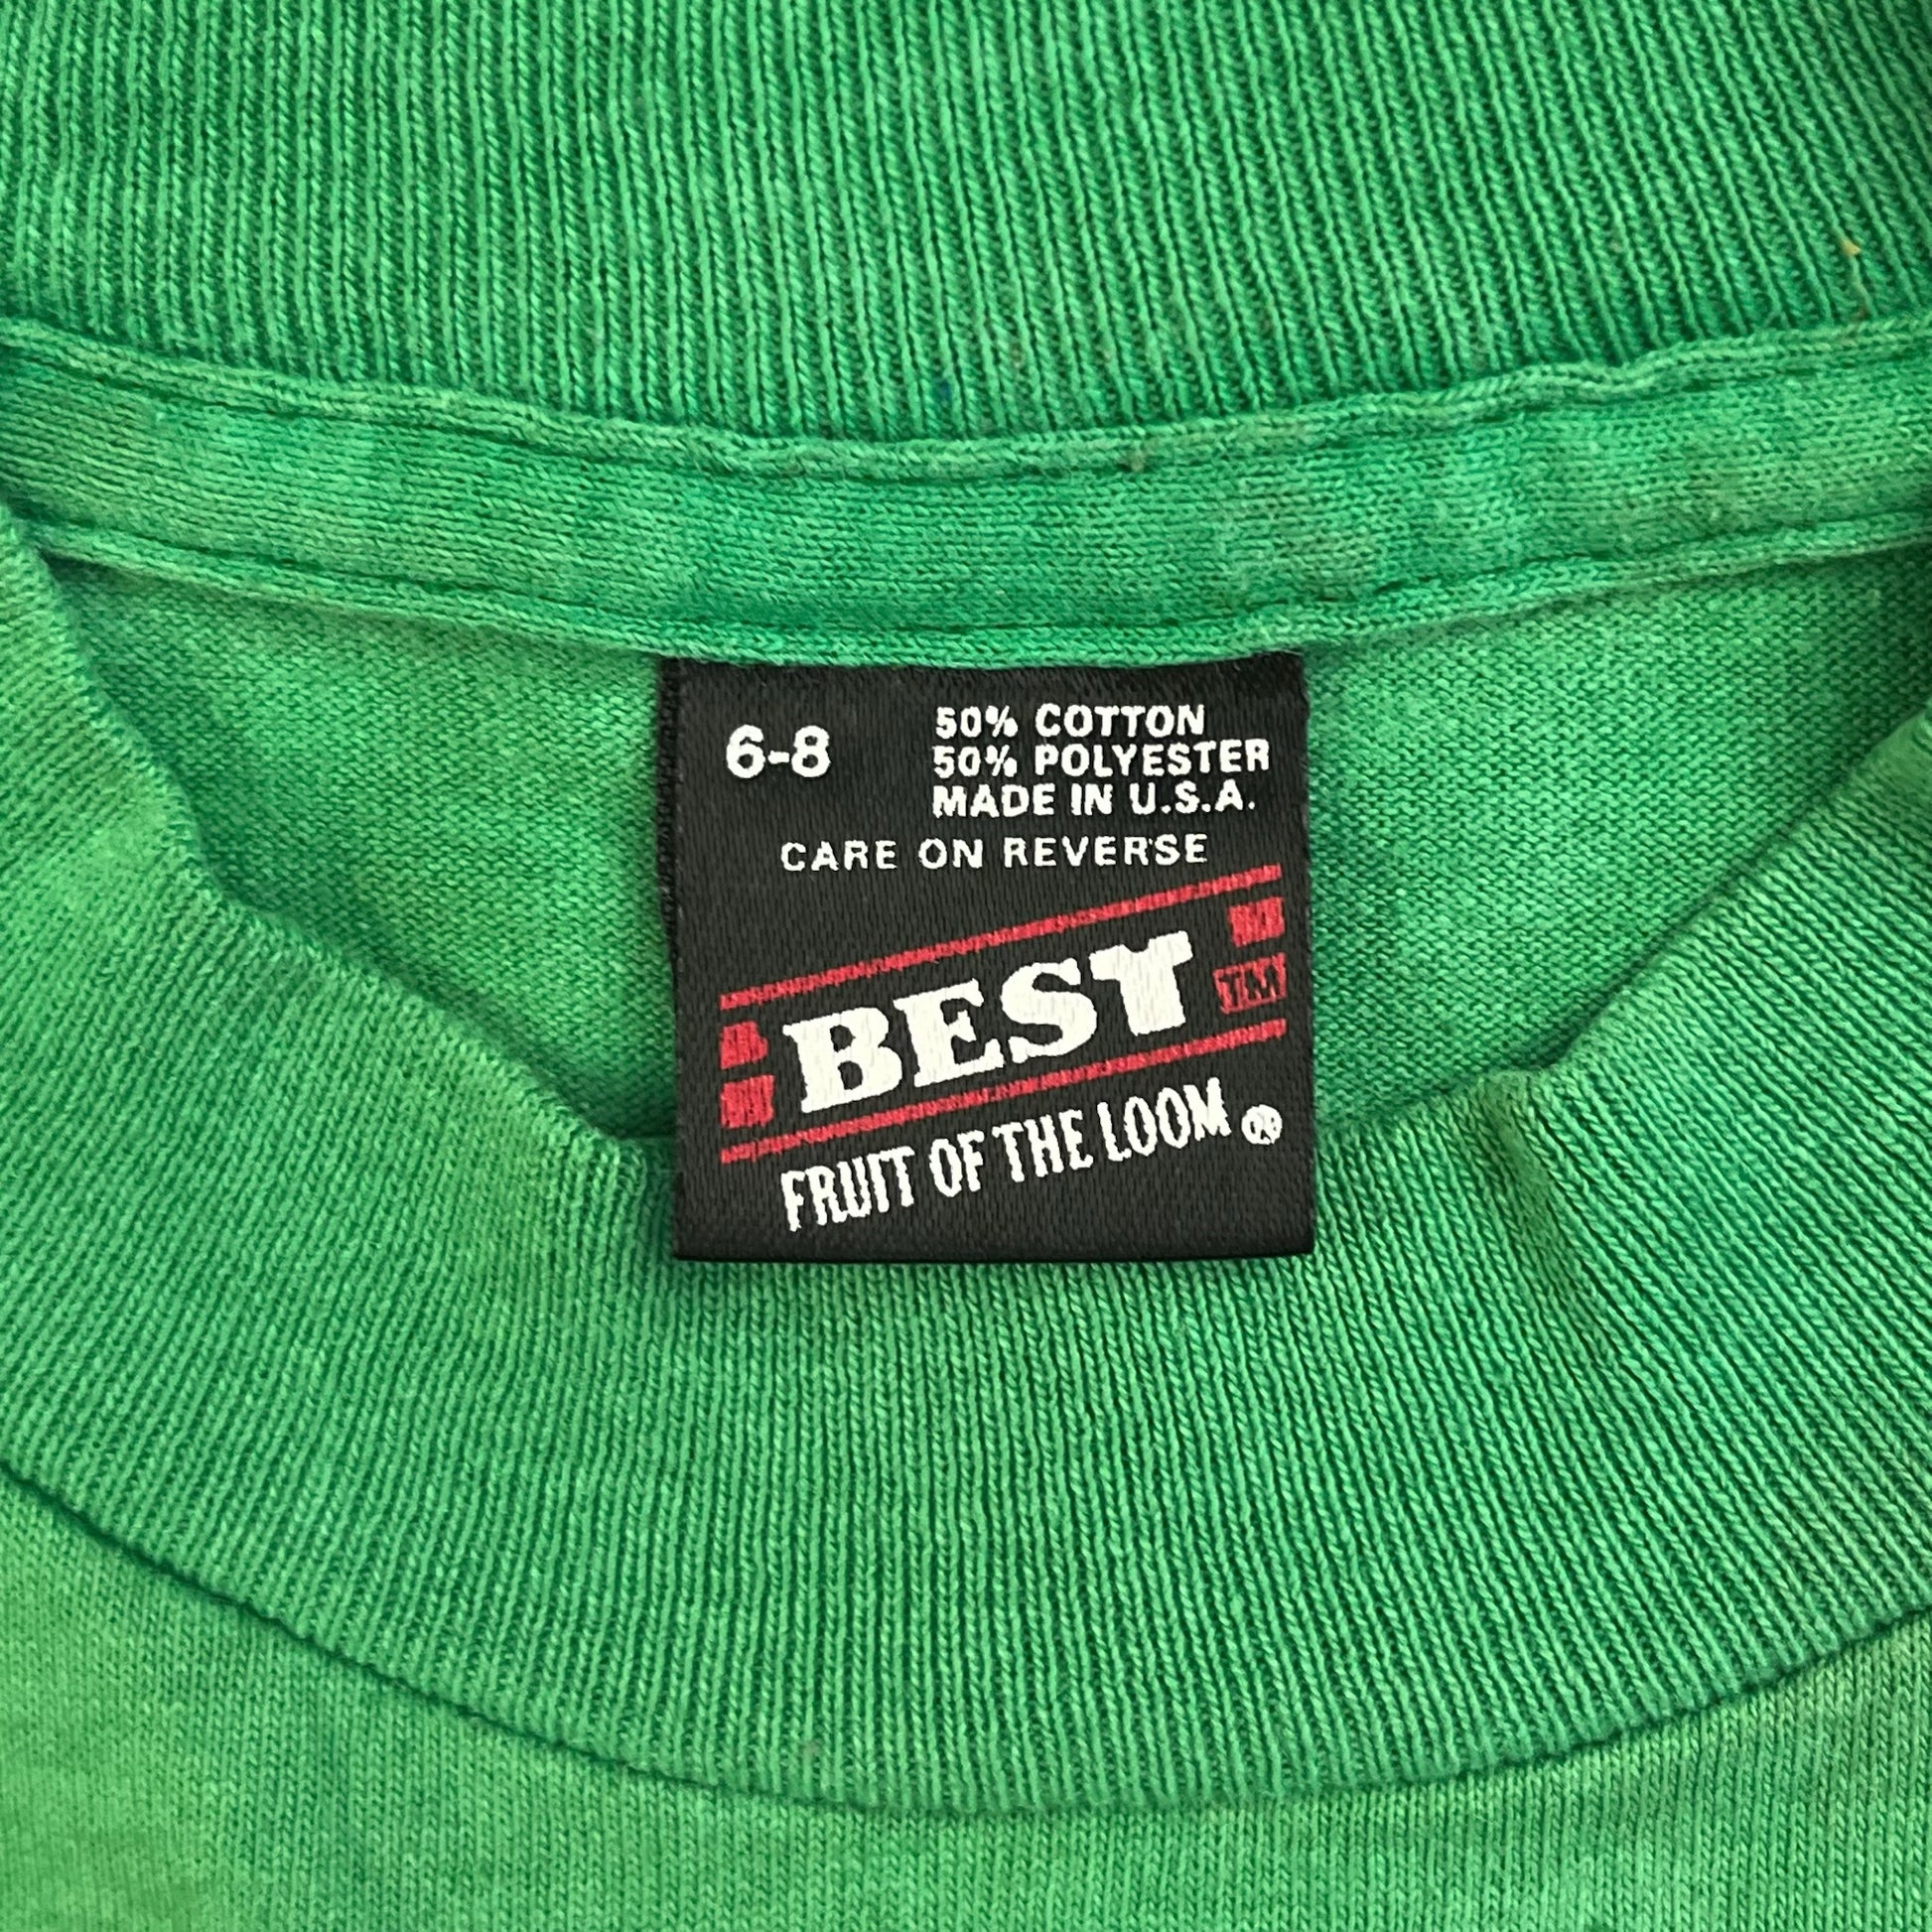 6-8
50% COTTON
50% POLYESTER
MADE IN U.S.A.
CARE ON REVERSE
BEST TM
FRUIT OF THE LOOM ®